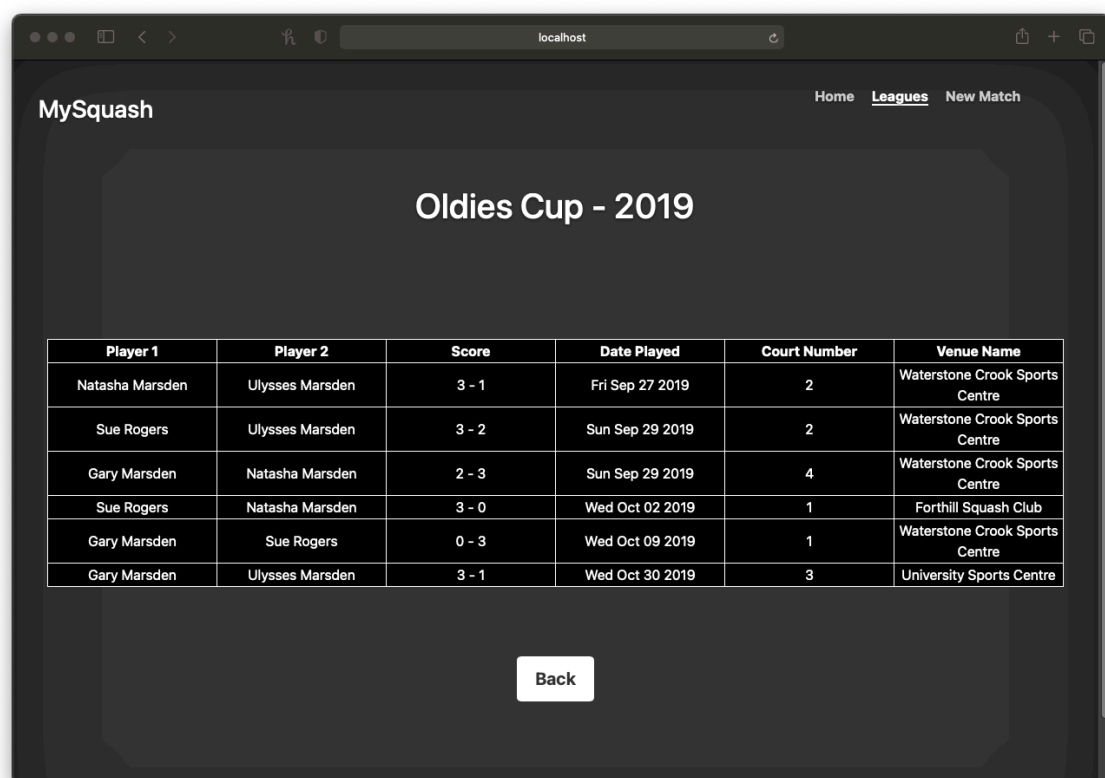 localhost
MySquash
Home Leagues New Match
Oldies Cup - 2019
Player 1 Player 2 Score Date Played Court Number Venue Name
Natasha Marsden Ulysses Marsden 3 - 1 Fri Sep 27 2019 2 Waterstone Crook Sports
Centre
Sue Rogers Ulysses Marsden 3 - 2 Sun Sep 29 2019 2 Waterstone Crook Sports
Centre
Gary Marsden Natasha Marsden 2 - 3 Sun Sep 29 2019 4 Waterstone Crook Sports
Centre
Sue Rogers Natasha Marsden 3 - 0 Wed Oct 02 2019 1 Forthill Squash Club
Gary Marsden Sue Rogers 0 - 3 Wed Oct 09 2019 1 Waterstone Crook Sports
Centre
Gary Marsden Ulysses Marsden 3 - 1 Wed Oct 30 2019 3 University Sports Centre
Back